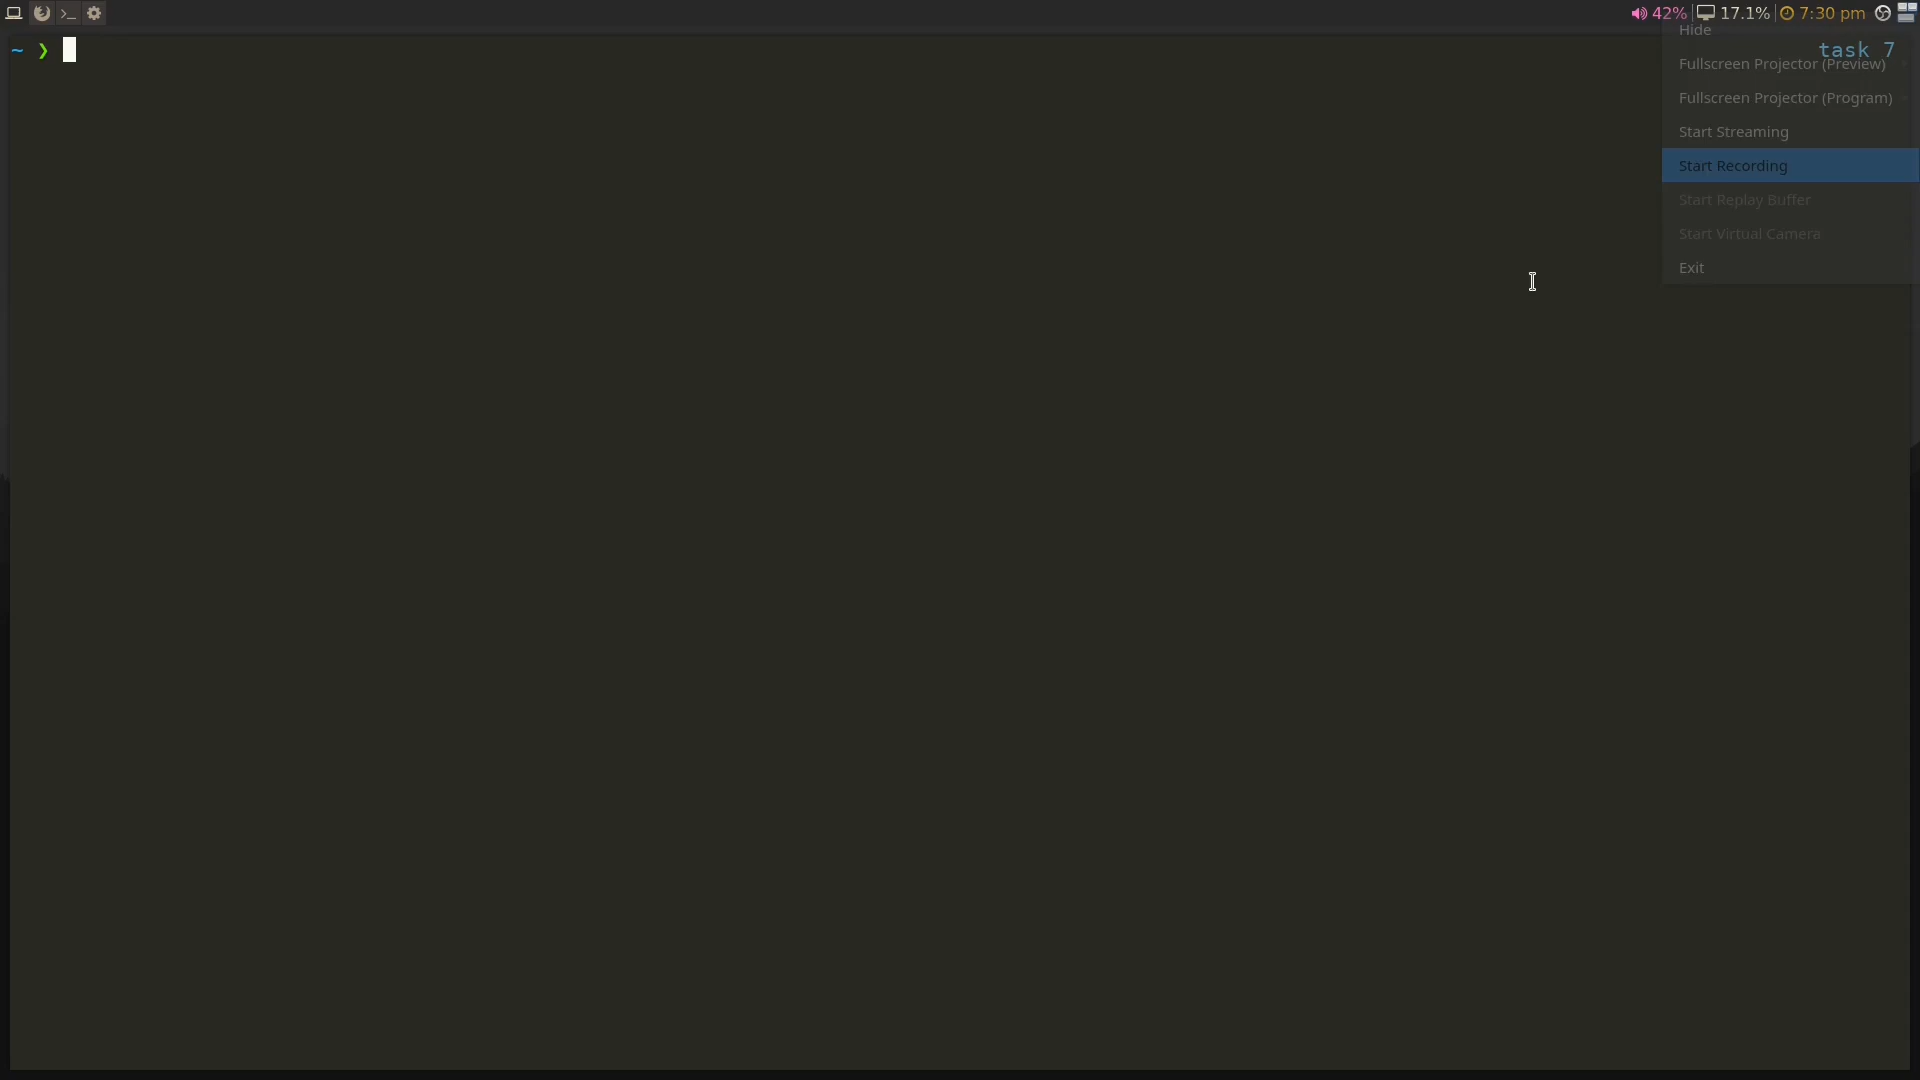 42% 17.1% 7:30 pm
~ ❯ task 7
Hide
Fullscreen Projector (Preview)
Fullscreen Projector (Program)
Start Streaming
Start Recording
Start Replay Buffer
Start Virtual Camera
Exit